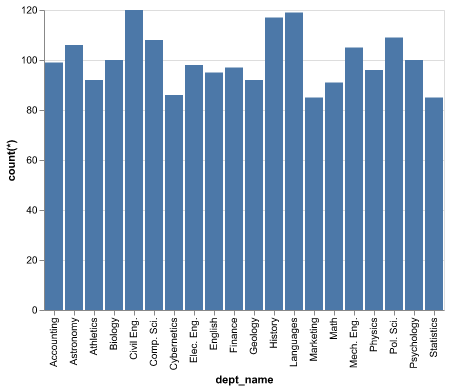 120
100
80
60
40
20
0
count(*)
Accounting
Astronomy
Athletics
Biology
Civil Eng.
Comp. Sci.
Cybernetics
Elec. Eng.
English
Finance
Geology
History
Languages
Marketing
Math
Mech. Eng.
Physics
Pol. Sci.
Psychology
Statistics
dept_name